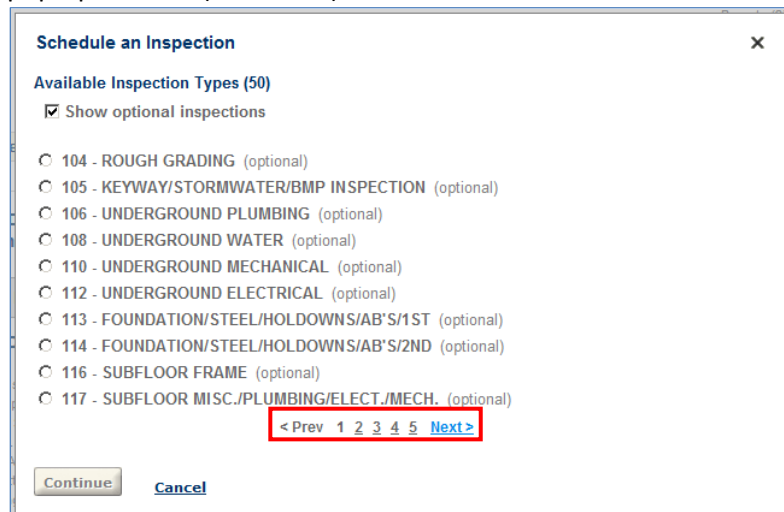 Schedule an Inspection ×
Available Inspection Types (50)
Show optional inspections
104 - ROUGH GRADING (optional)
105 - KEYWAY/STORMWATER/BMP INSPECTION (optional)
106 - UNDERGROUND PLUMBING (optional)
108 - UNDERGROUND WATER (optional)
110 - UNDERGROUND MECHANICAL (optional)
112 - UNDERGROUND ELECTRICAL (optional)
113 - FOUNDATION/STEEL/HOLDOWNS/AB'S/1ST (optional)
114 - FOUNDATION/STEEL/HOLDOWNS/AB'S/2ND (optional)
116 - SUBFLOOR FRAME (optional)
117 - SUBFLOOR MISC./PLUMBING/ELECT./MECH. (optional)
< Prev 1 2 3 4 5 Next >
Continue Cancel